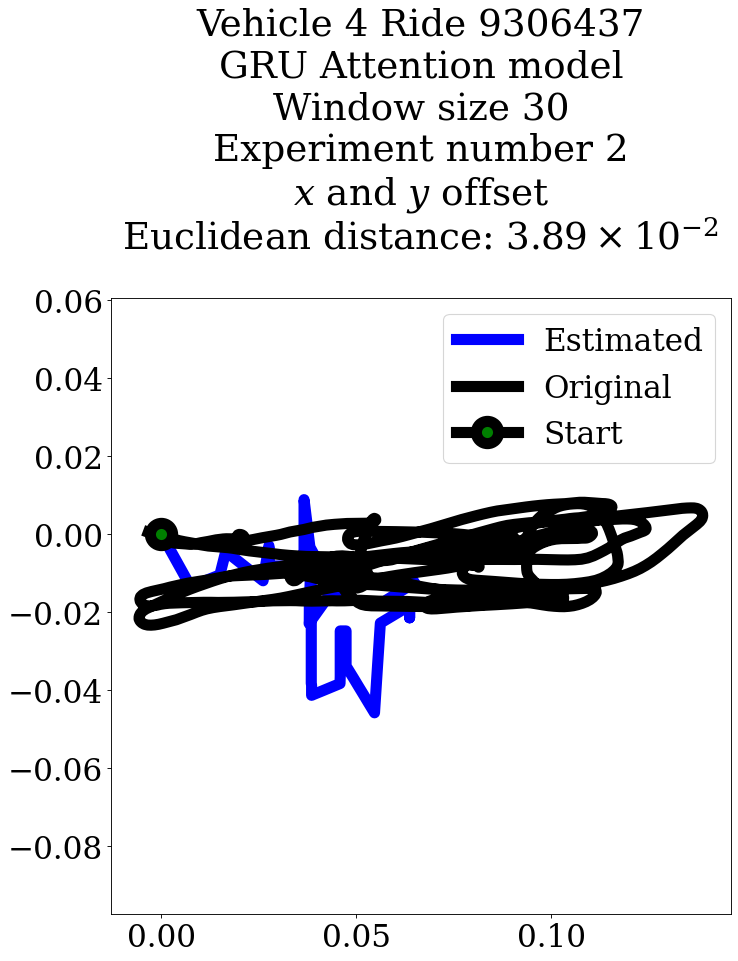 Vehicle 4 Ride 9306437
GRU Attention model
Window size 30
Experiment number 2
x and y offset
Euclidean distance: 3.89 × 10⁻²
Estimated
Original
Start
0.06
0.04
0.02
0.00
−0.02
−0.04
−0.06
−0.08
0.00 0.05 0.10